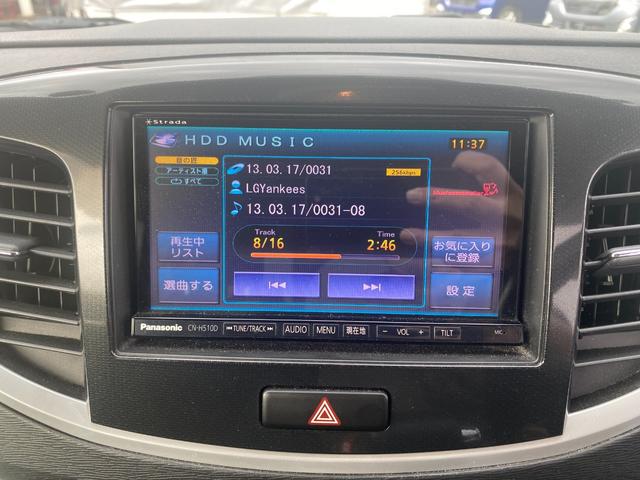 Strada
HDD MUSIC
11:37
音の匠
アーティスト順
すべて
13.03.17/0031
256kbps
LGYankees
13.03.17/0031-08
Track
Time
8/16
2:46
再生中
リスト
お気に入り
に登録
選曲する
設定
Panasonic
CN-H510D
TUNE/TRACK
AUDIO
MENU
現在地
− VOL +
TILT
MIC